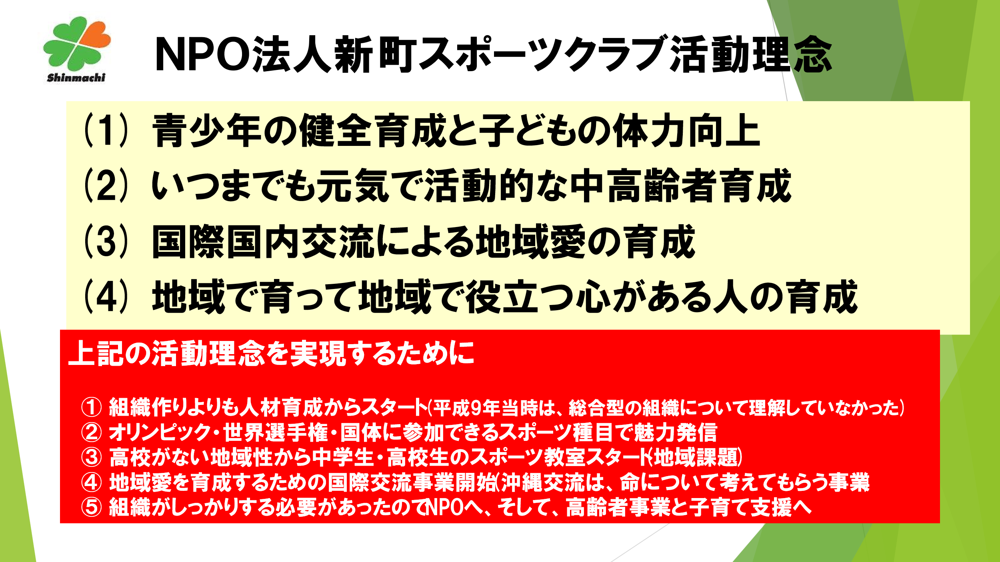 Shinmachi
NPO法人新町スポーツクラブ活動理念
(1) 青少年の健全育成と子どもの体力向上
(2) いつまでも元気で活動的な中高齢者育成
(3) 国際国内交流による地域愛の育成
(4) 地域で育って地域で役立つ心がある人の育成
上記の活動理念を実現するために
① 組織作りよりも人材育成からスタート(平成9年当時は、総合型の組織について理解していなかった)
② オリンピック・世界選手権・国体に参加できるスポーツ種目で魅力発信
③ 高校がない地域性から中学生・高校生のスポーツ教室スタート(地域課題)
④ 地域愛を育成するための国際交流事業開始(沖縄交流は、命について考えてもらう事業
⑤ 組織がしっかりする必要があったのでNPOへ、そして、高齢者事業と子育て支援へ